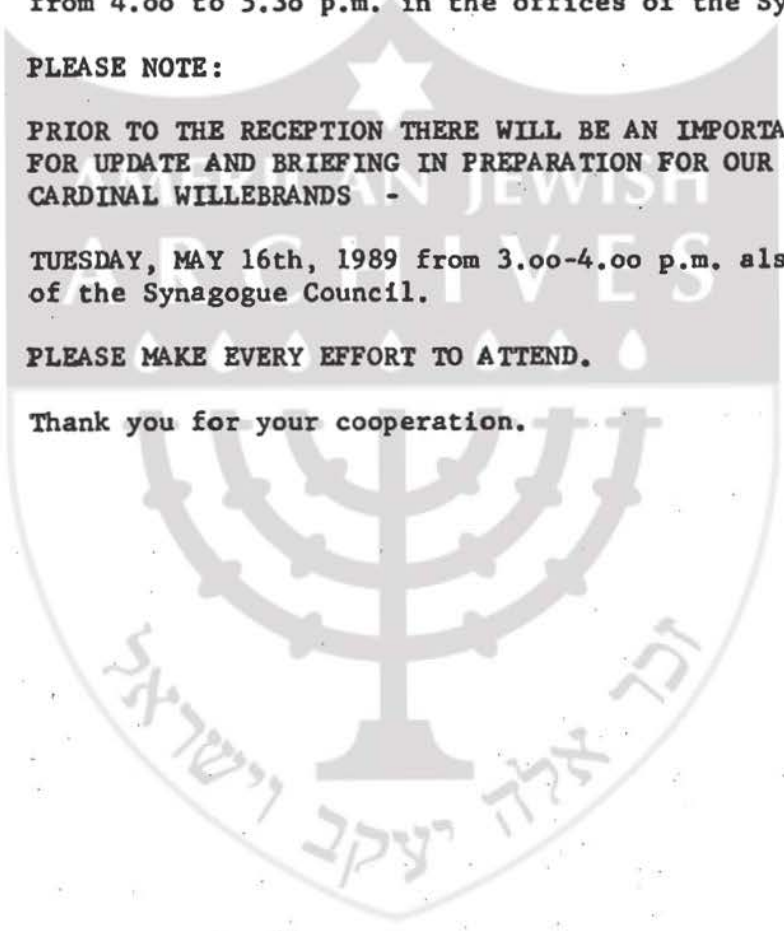 from 4.oo to 5.30 p.m. in the offices of the Sy
PLEASE NOTE:
PRIOR TO THE RECEPTION THERE WILL BE AN IMPORTA
FOR UPDATE AND BRIEFING IN PREPARATION FOR OUR
CARDINAL WILLEBRANDS -
TUESDAY, MAY 16th, 1989 from 3.oo-4.oo p.m. als
of the Synagogue Council.
PLEASE MAKE EVERY EFFORT TO ATTEND.
Thank you for your cooperation.
AMERICAN JEWISH
ARCHIVES
זכר אלה יעקב וישראל